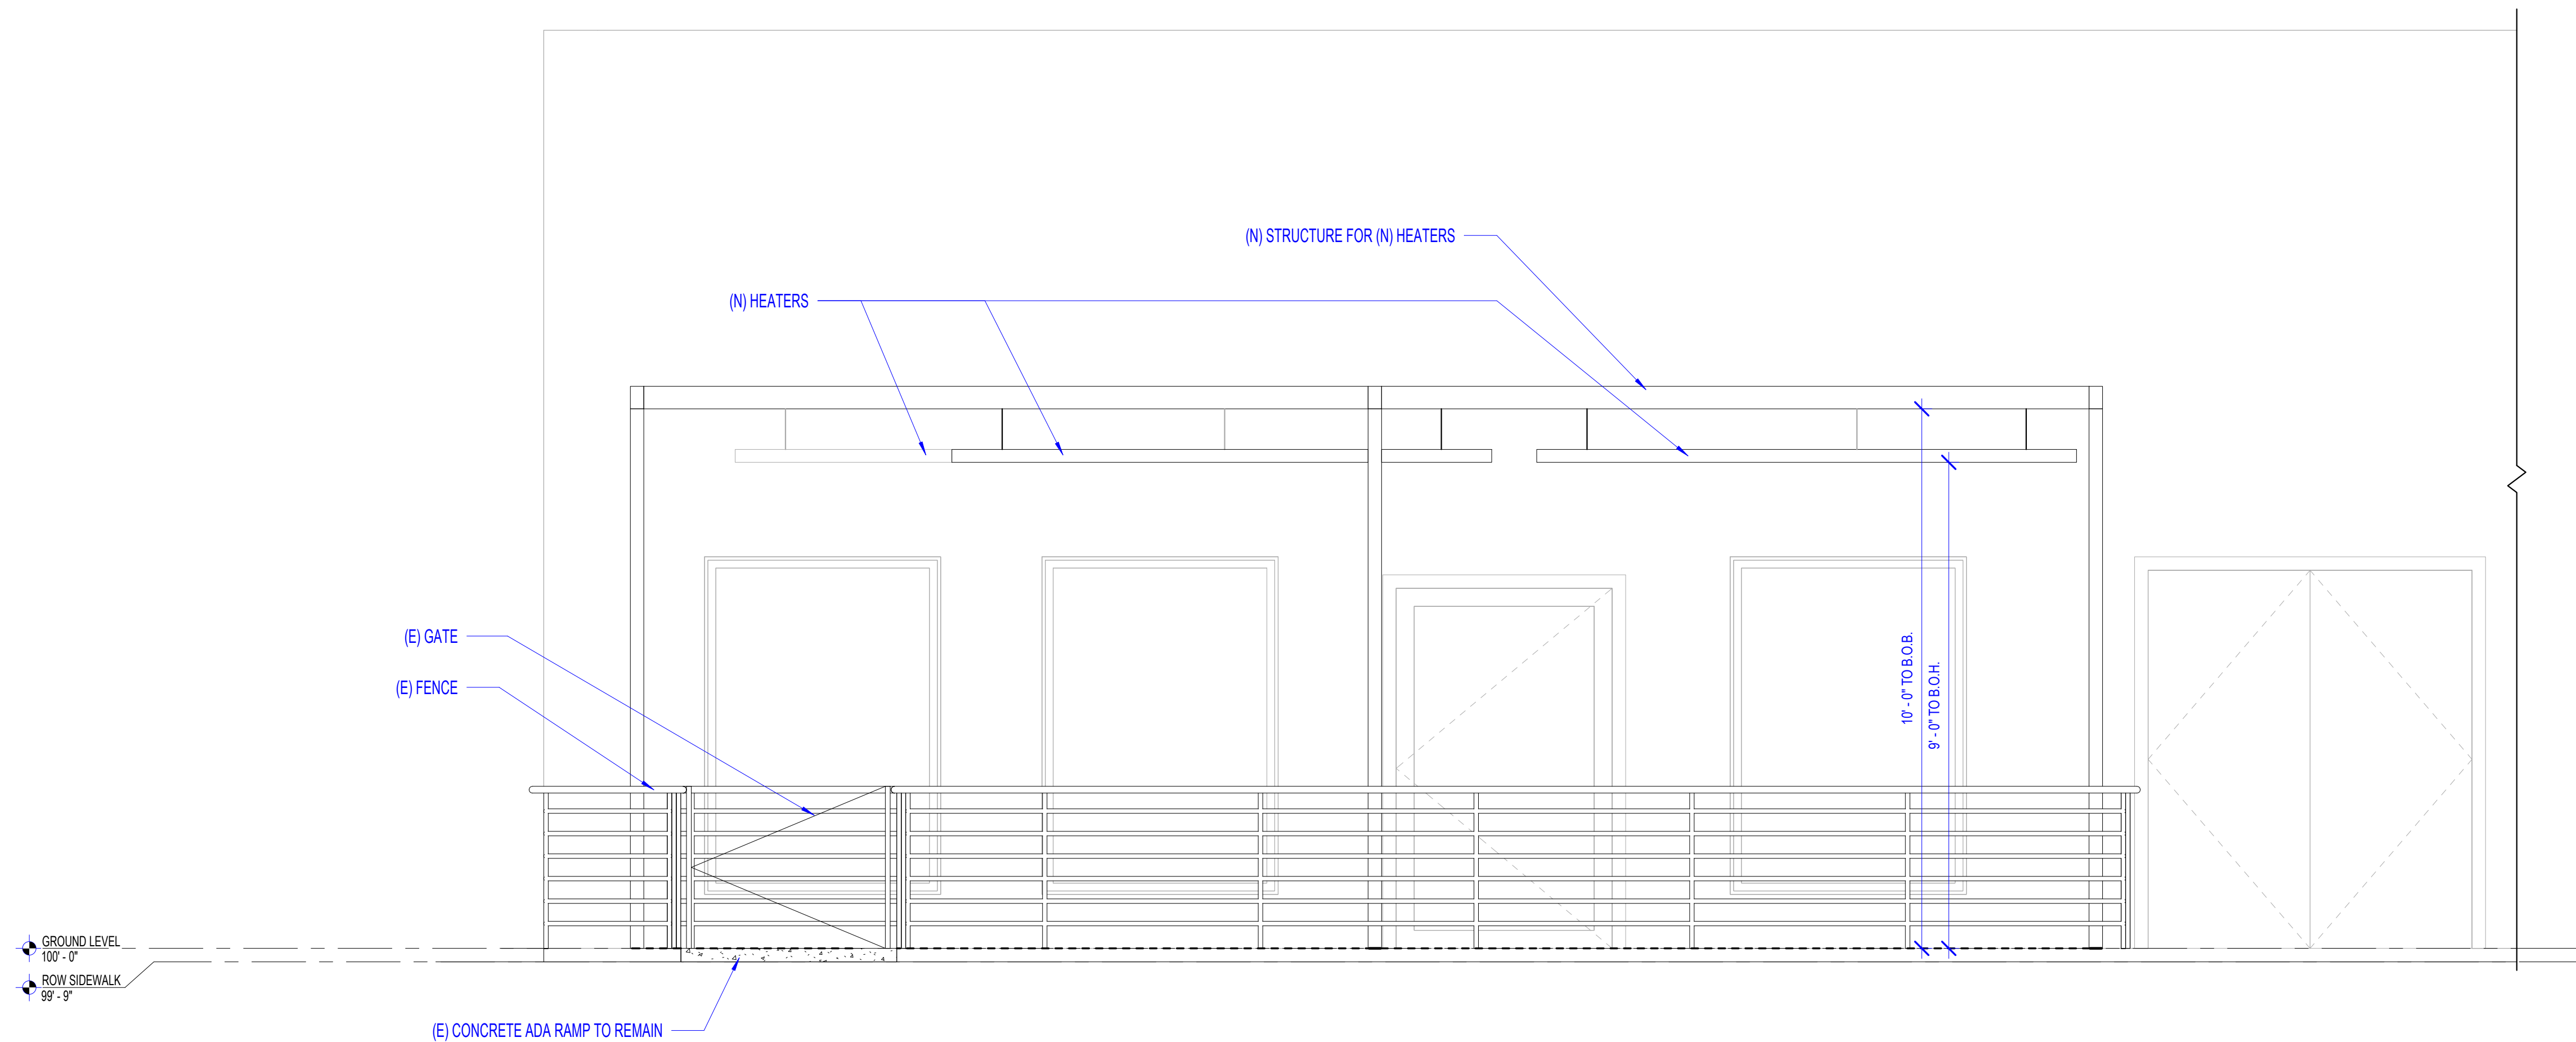 (N) STRUCTURE FOR (N) HEATERS
(N) HEATERS
(E) GATE
(E) FENCE
10' - 0" TO B.O.B.
9' - 0" TO B.O.H.
GROUND LEVEL
100' - 0"
ROW SIDEWALK
99' - 9"
(E) CONCRETE ADA RAMP TO REMAIN